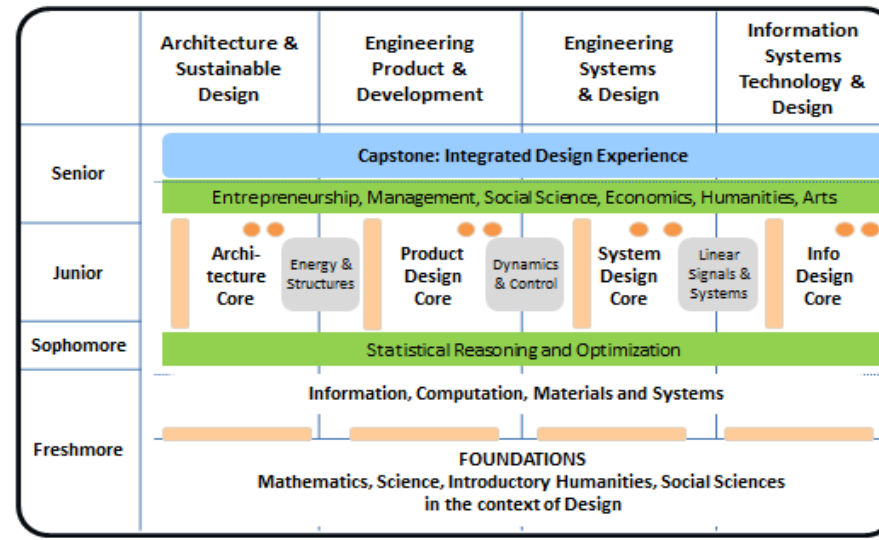 Architecture &
Sustainable
Design
Engineering
Product &
Development
Engineering
Systems
& Design
Information
Systems
Technology &
Design
Senior
Capstone: Integrated Design Experience
Entrepreneurship, Management, Social Science, Economics, Humanities, Arts
Junior
Archi-
tecture
Core
Energy &
Structures
Product
Design
Core
Dynamics
& Control
System
Design
Core
Linear
Signals &
Systems
Info
Design
Core
Sophomore
Statistical Reasoning and Optimization
Freshmore
Information, Computation, Materials and Systems
FOUNDATIONS
Mathematics, Science, Introductory Humanities, Social Sciences
in the context of Design